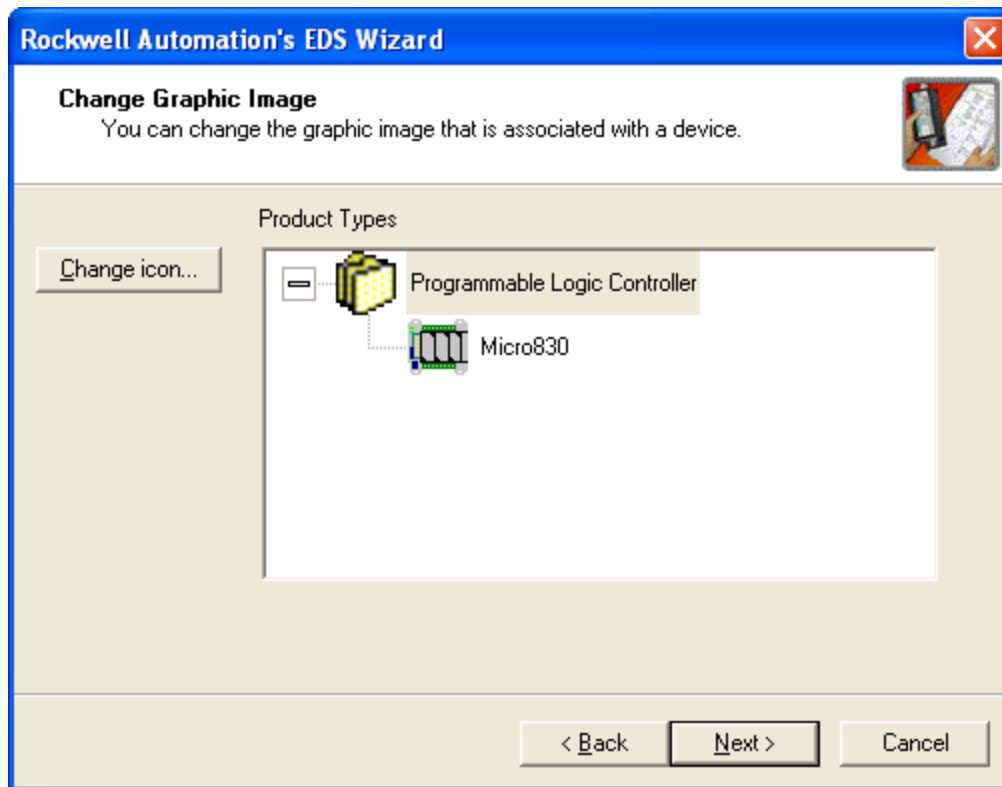 Rockwell Automation's EDS Wizard
Change Graphic Image
You can change the graphic image that is associated with a device.
Product Types
Change icon...
Programmable Logic Controller
Micro830
< Back
Next >
Cancel